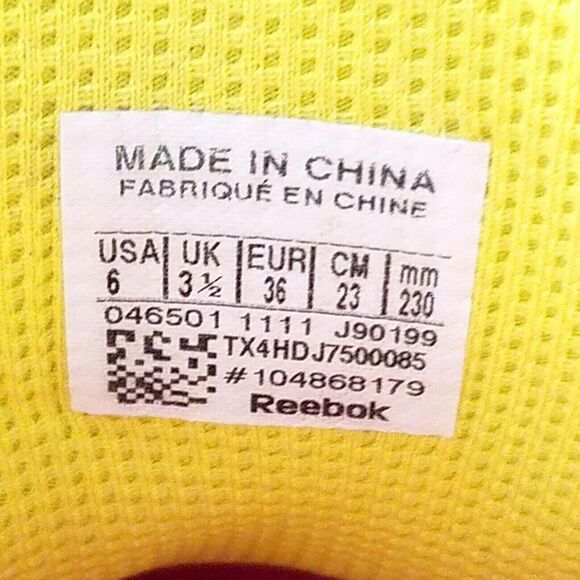 MADE IN CHINA
FABRIQUÉ EN CHINE
USA UK EUR CM mm
6 3½ 36 23 230
046501 1111 J90199
TX4HDJ7500085
#104868179
Reebok